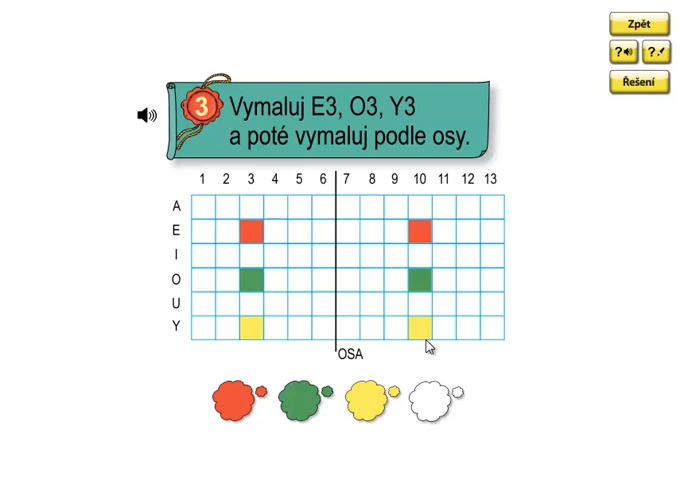 Zpět
?
?
Řešení
3 Vymaluj E3, O3, Y3
a poté vymaluj podle osy.
1 2 3 4 5 6 7 8 9 10 11 12 13
A
E
I
O
U
Y
OSA